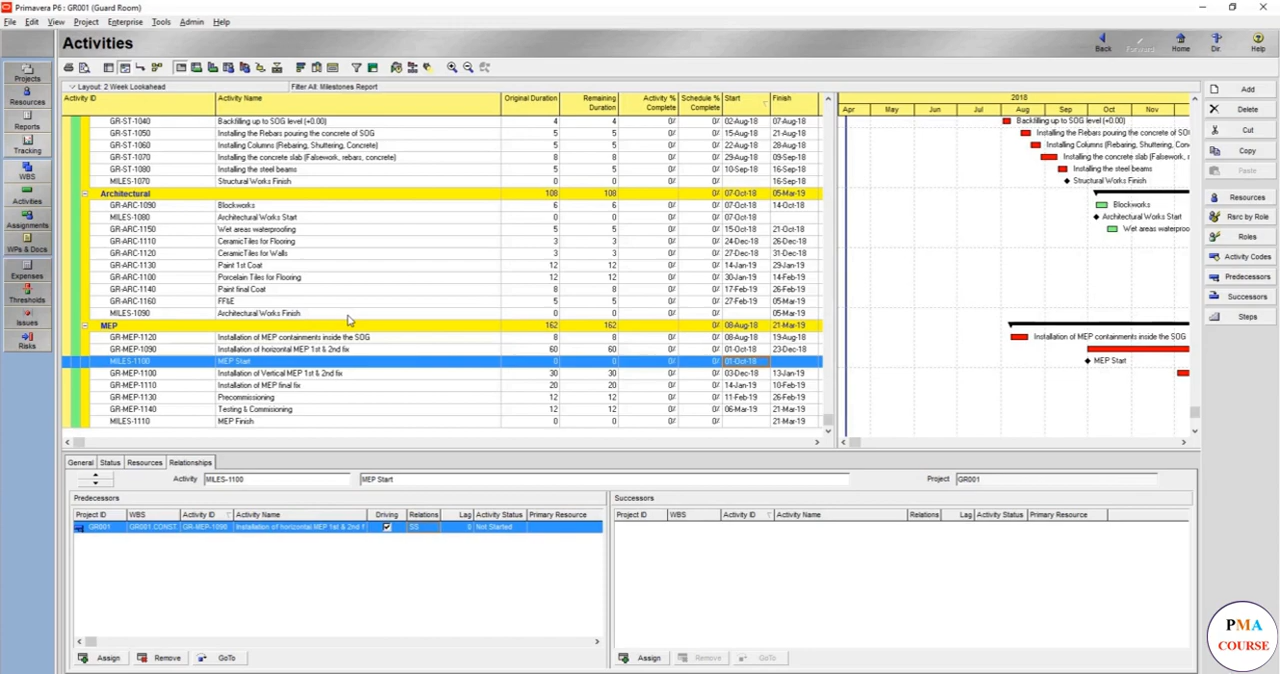 Primavera P6 : GR001 (Guard Room)
File Edit View Project Enterprise Tools Admin Help
Activities
Back Forward Home Dir. Help
Layout: 2 Week Lookahead Filter All: Milestones Report
Activity ID Activity Name Original Duration Remaining Duration Activity % Complete Schedule % Complete Start Finish
2018
Apr May Jun Jul Aug Sep Oct Nov
GR-ST-1040 Backfilling up to SOG level (+0.00) 4 4 0% 0% 02-Aug-18 07-Aug-18 Backfilling up to SOG level (+0.00)
GR-ST-1050 Installing the Rebars pouring the concrete of SOG 5 5 0% 0% 15-Aug-18 21-Aug-18 Installing the Rebars pouring the concrete of SO
GR-ST-1060 Installing Columns (Rebaring, Shuttering, Concrete) 5 5 0% 0% 22-Aug-18 28-Aug-18 Installing Columns (Rebaring, Shuttering, Conc
GR-ST-1070 Installing the concrete slab (Falsework, rebars, concrete) 8 8 0% 0% 29-Aug-18 09-Sep-18 Installing the concrete slab (Falsework, reb
GR-ST-1080 Installing the steel beams 5 5 0% 0% 10-Sep-18 16-Sep-18 Installing the steel beams
MILES-1070 Structural Works Finish 0 0 0% 0% 16-Sep-18 Structural Works Finish
Architectural 108 108 0% 07-Oct-18 05-Mar-19
GR-ARC-1090 Blockworks 6 6 0% 0% 07-Oct-18 14-Oct-18 Blockworks
MILES-1080 Architectural Works Start 0 0 0% 0% 07-Oct-18 Architectural Works Start
GR-ARC-1150 Wet areas waterproofing 5 5 0% 0% 15-Oct-18 21-Oct-18 Wet areas waterproo
GR-ARC-1110 CeramicTiles for Flooring 3 3 0% 0% 24-Dec-18 26-Dec-18
GR-ARC-1120 CeramicTiles for Walls 3 3 0% 0% 27-Dec-18 31-Dec-18
GR-ARC-1130 Paint 1st Coat 12 12 0% 0% 14-Jan-19 29-Jan-19
GR-ARC-1100 Porcelain Tiles for Flooring 12 12 0% 0% 30-Jan-19 14-Feb-19
GR-ARC-1140 Paint final Coat 8 8 0% 0% 17-Feb-19 26-Feb-19
GR-ARC-1160 FF&E 5 5 0% 0% 27-Feb-19 05-Mar-19
MILES-1090 Architectural Works Finish 0 0 0% 0% 05-Mar-19
MEP 162 162 0% 08-Aug-18 21-Mar-19
GR-MEP-1120 Installation of MEP containments inside the SOG 8 8 0% 0% 08-Aug-18 19-Aug-18 Installation of MEP containments inside the SOG
GR-MEP-1090 Installation of horizontal MEP 1st & 2nd fix 60 60 0% 0% 01-Oct-18 23-Dec-18
MILES-1100 MEP Start 0 0 0% 0% 01-Oct-18 MEP Start
GR-MEP-1100 Installation of Vertical MEP 1st & 2nd fix 30 30 0% 0% 03-Dec-18 13-Jan-19
GR-MEP-1110 Installation of MEP final fix 20 20 0% 0% 14-Jan-19 10-Feb-19
GR-MEP-1130 Precommissioning 12 12 0% 0% 11-Feb-19 26-Feb-19
GR-MEP-1140 Testing & Commisioning 12 12 0% 0% 06-Mar-19 21-Mar-19
MILES-1110 MEP Finish 0 0 0% 0% 21-Mar-19
General Status Resources Relationships
Activity MILES-1100 MEP Start Project GR001
Predecessors Successors
Project ID WBS Activity ID Activity Name Driving Relations Lag Activity Status Primary Resource
GR001 GR001.CONST. GR-MEP-1090 Installation of horizontal MEP 1st & 2nd f SS 0 Not Started
Project ID WBS Activity ID Activity Name Relations Lag Activity Status Primary Resource
Assign Remove GoTo
Assign Remove GoTo
Projects
Resources
Reports
Tracking
WBS
Activities
Assignments
WPs & Docs
Expenses
Thresholds
Issues
Risks
Add
Delete
Cut
Copy
Paste
Resources
Rsrc by Role
Roles
Activity Codes
Predecessors
Successors
Steps
PMA
COURSE